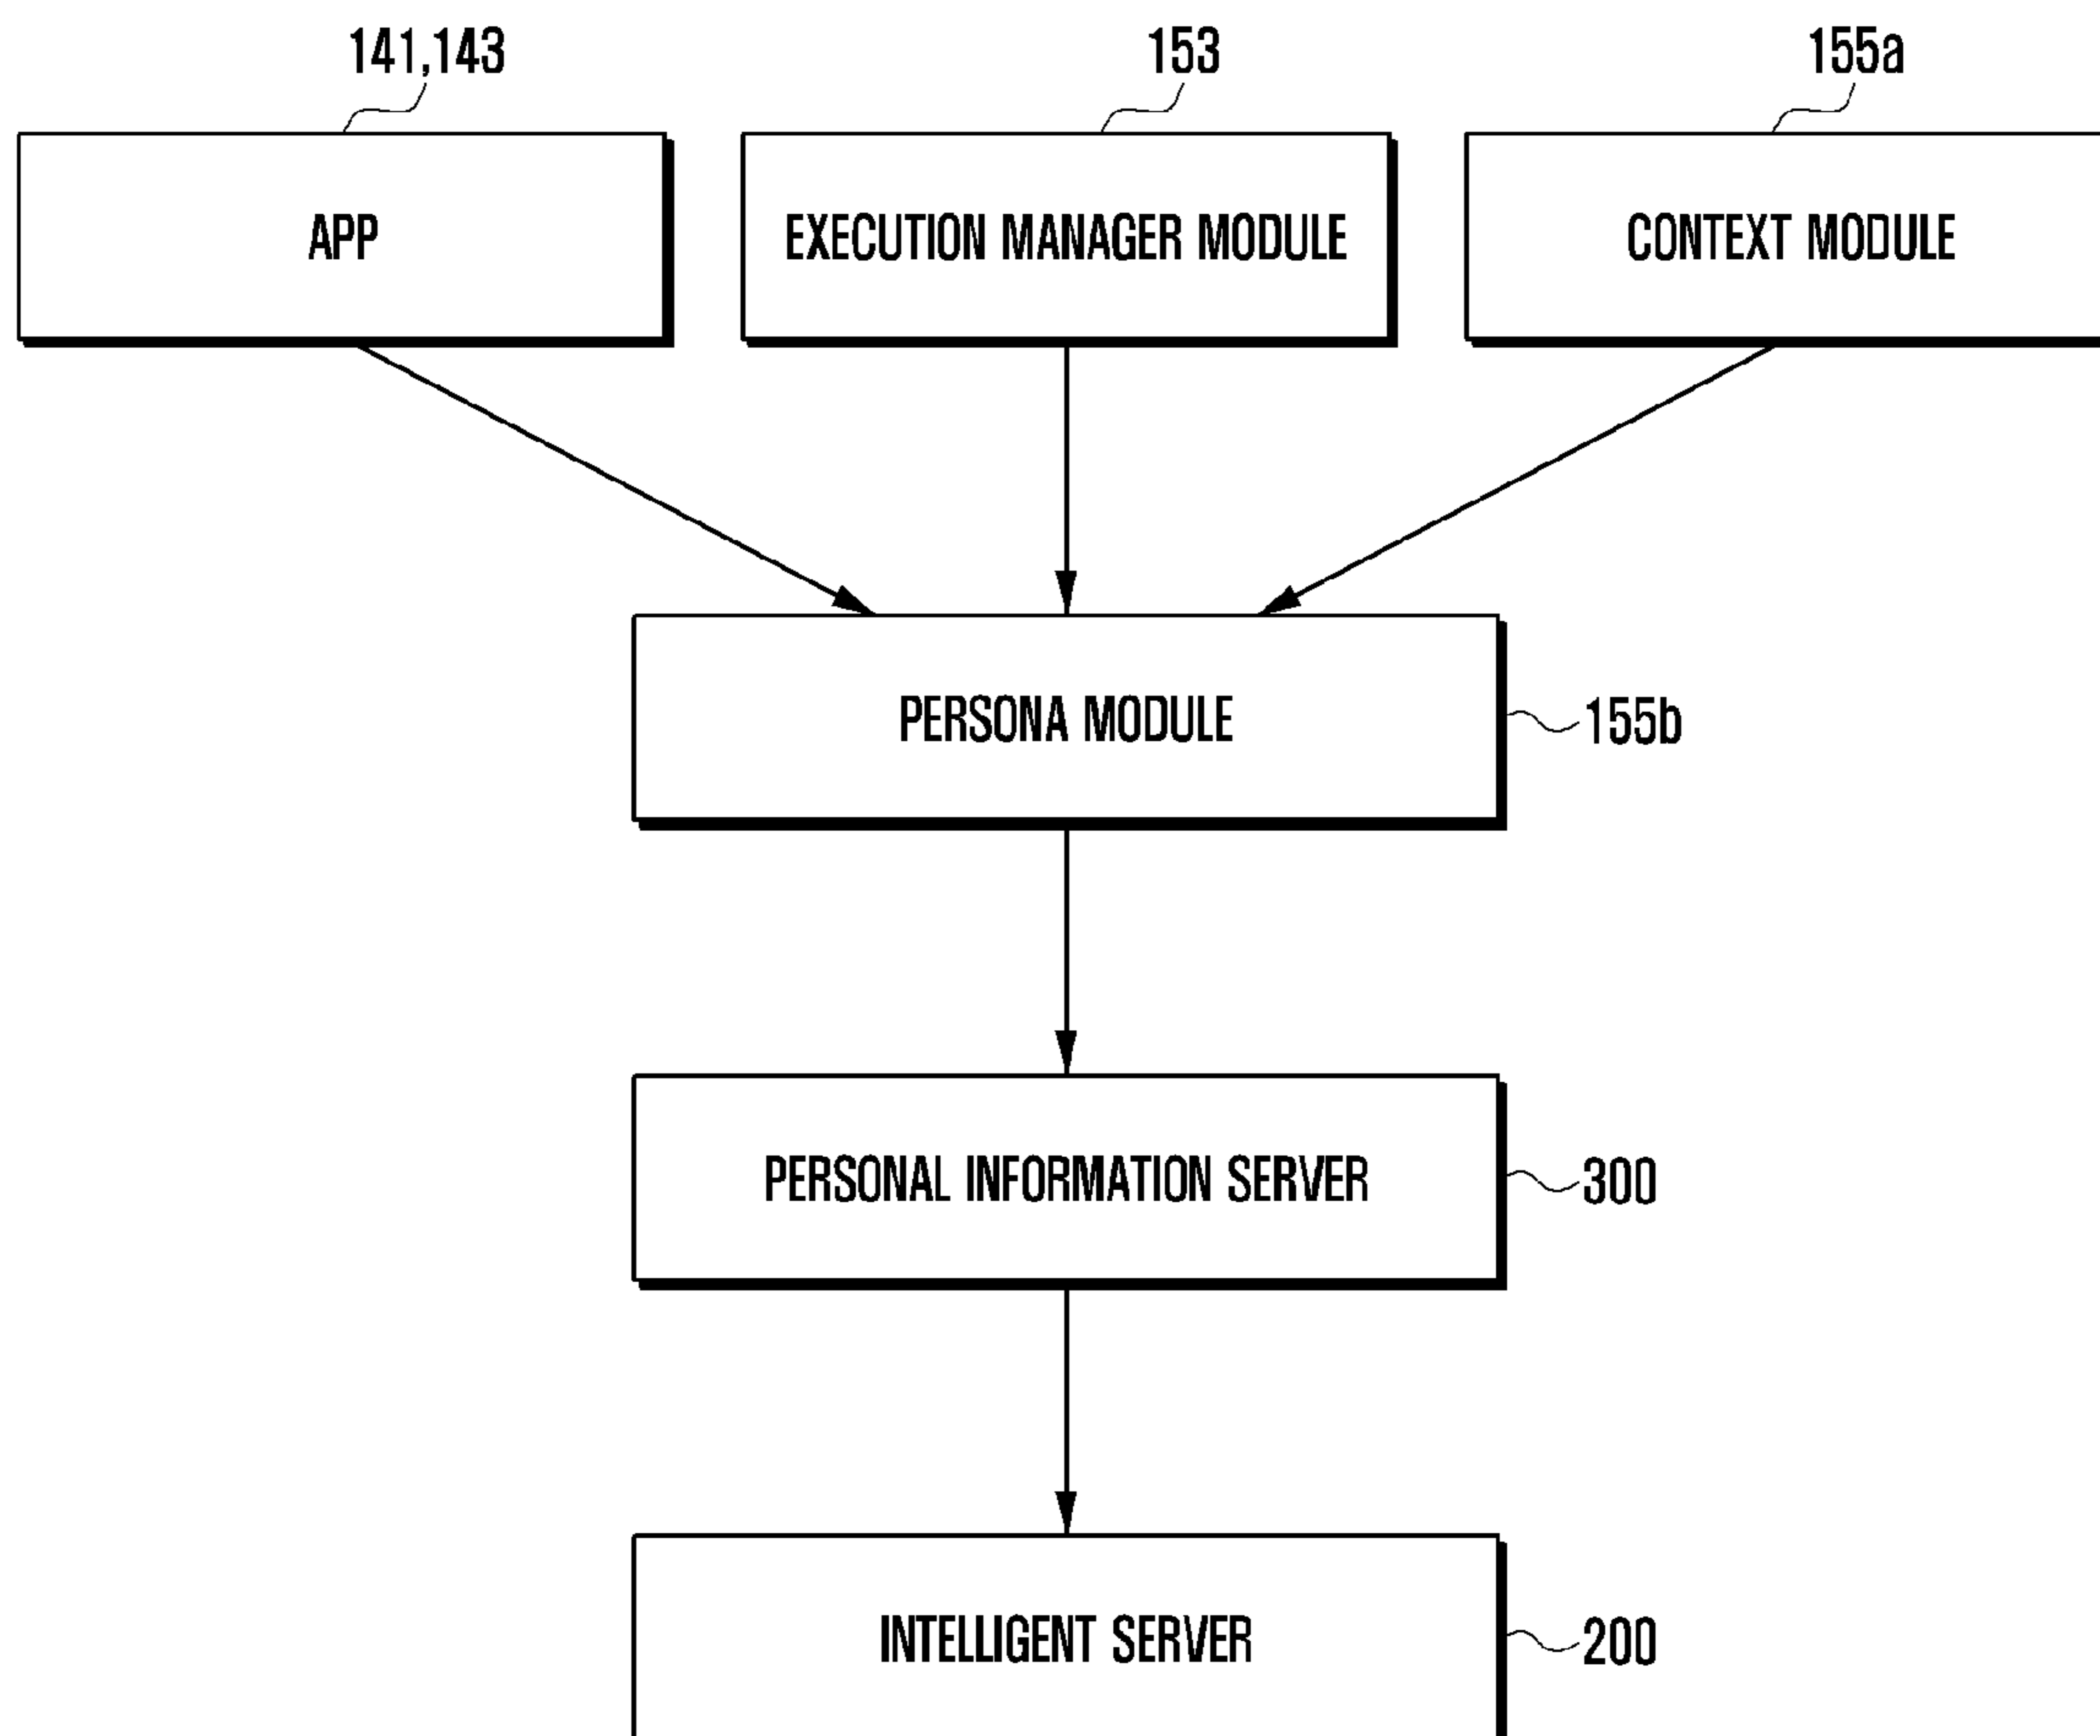 141,143
153
155a
APP
EXECUTION MANAGER MODULE
CONTEXT MODULE
PERSONA MODULE
155b
PERSONAL INFORMATION SERVER
300
INTELLIGENT SERVER
200